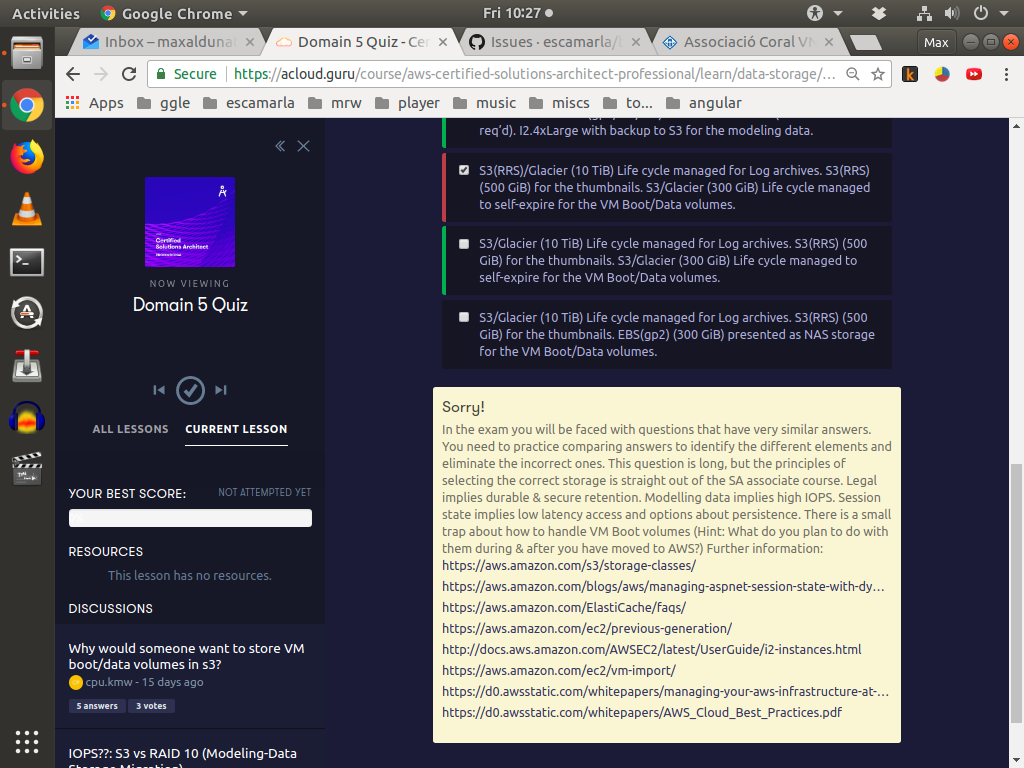 Activities
Google Chrome
Fri 10:27
Inbox – maxalduna
Domain 5 Quiz - Ce
Issues · escamarla/l
Associació Coral VN
Max
Secure
https://acloud.guru/course/aws-certified-solutions-architect-professional/learn/data-storage/...
Apps
ggle
escamarla
mrw
player
music
miscs
to...
angular
req'd). I2.4xLarge with backup to S3 for the modeling data.
S3(RRS)/Glacier (10 TiB) Life cycle managed for Log archives. S3(RRS)
(500 GiB) for the thumbnails. S3/Glacier (300 GiB) Life cycle managed
to self-expire for the VM Boot/Data volumes.
S3/Glacier (10 TiB) Life cycle managed for Log archives. S3(RRS) (500
GiB) for the thumbnails. S3/Glacier (300 GiB) Life cycle managed to
self-expire for the VM Boot/Data volumes.
S3/Glacier (10 TiB) Life cycle managed for Log archives. S3(RRS) (500
GiB) for the thumbnails. EBS(gp2) (300 GiB) presented as NAS storage
for the VM Boot/Data volumes.
Certified
Solutions Architect
NOW VIEWING
Domain 5 Quiz
ALL LESSONS
CURRENT LESSON
YOUR BEST SCORE:
NOT ATTEMPTED YET
RESOURCES
This lesson has no resources.
DISCUSSIONS
Why would someone want to store VM
boot/data volumes in s3?
cpu.kmw - 15 days ago
5 answers
3 votes
IOPS??: S3 vs RAID 10 (Modeling-Data
Storage Migration)
Sorry!
In the exam you will be faced with questions that have very similar answers.
You need to practice comparing answers to identify the different elements and
eliminate the incorrect ones. This question is long, but the principles of
selecting the correct storage is straight out of the SA associate course. Legal
implies durable & secure retention. Modelling data implies high IOPS. Session
state implies low latency access and options about persistence. There is a small
trap about how to handle VM Boot volumes (Hint: What do you plan to do with
them during & after you have moved to AWS?) Further information:
https://aws.amazon.com/s3/storage-classes/
https://aws.amazon.com/blogs/aws/managing-aspnet-session-state-with-dy...
https://aws.amazon.com/ElastiCache/faqs/
https://aws.amazon.com/ec2/previous-generation/
http://docs.aws.amazon.com/AWSEC2/latest/UserGuide/i2-instances.html
https://aws.amazon.com/ec2/vm-import/
https://d0.awsstatic.com/whitepapers/managing-your-aws-infrastructure-at-...
https://d0.awsstatic.com/whitepapers/AWS_Cloud_Best_Practices.pdf